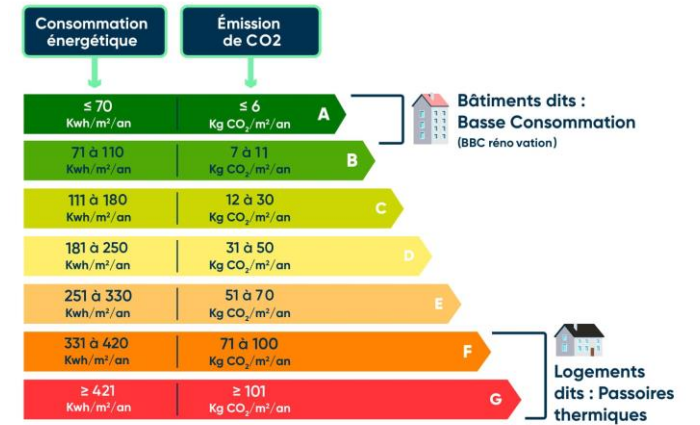 Consommation
énergétique
Émission
de CO2
≤ 70
Kwh/m²/an
≤ 6
Kg CO₂/m²/an
A
Bâtiments dits :
Basse Consommation
(BBC réno vation)
71 à 110
Kwh/m²/an
7 à 11
Kg CO₂/m²/an
B
111 à 180
Kwh/m²/an
12 à 30
Kg CO₂/m²/an
C
181 à 250
Kwh/m²/an
31 à 50
Kg CO₂/m²/an
D
251 à 330
Kwh/m²/an
51 à 70
Kg CO₂/m²/an
E
331 à 420
Kwh/m²/an
71 à 100
Kg CO₂/m²/an
F
≥ 421
Kwh/m²/an
≥ 101
Kg CO₂/m²/an
G
Logements
dits : Passoires
thermiques